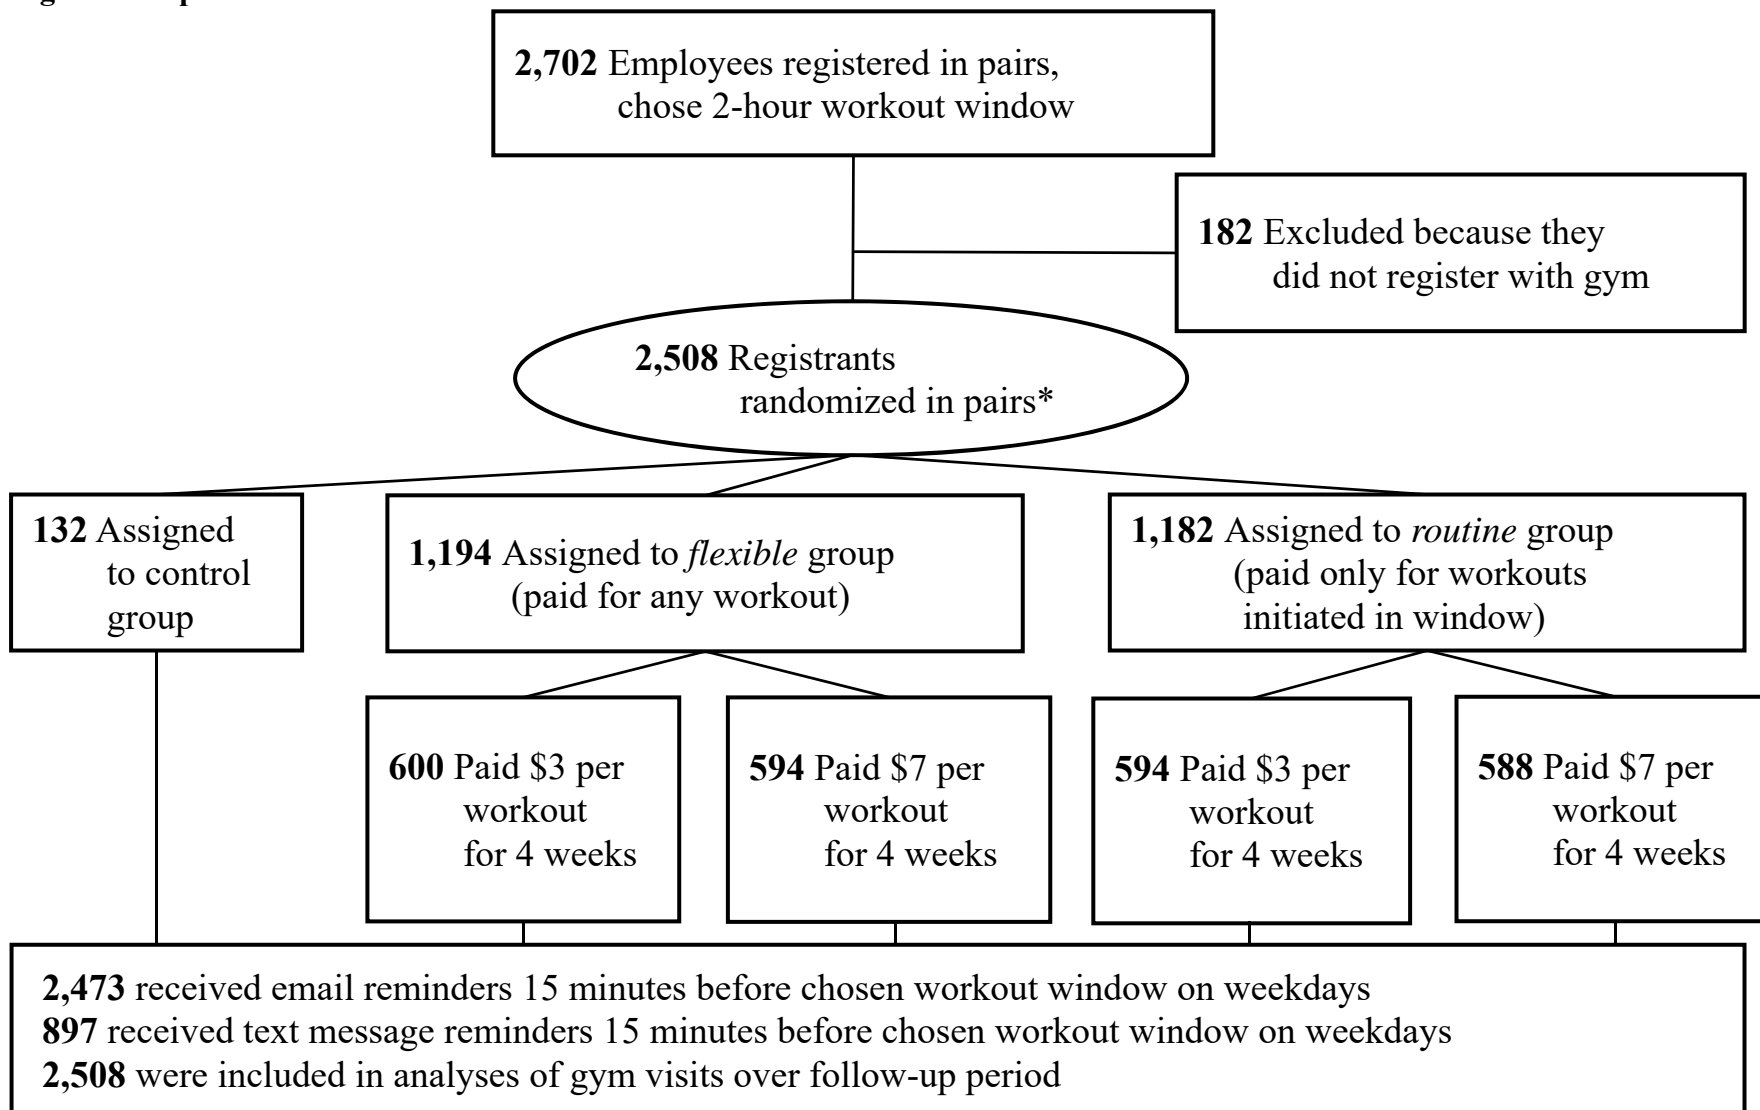 2,702 Employees registered in pairs,
chose 2-hour workout window
182 Excluded because they
did not register with gym
2,508 Registrants
randomized in pairs*
132 Assigned
to control
group
1,194 Assigned to flexible group
(paid for any workout)
1,182 Assigned to routine group
(paid only for workouts
initiated in window)
600 Paid $3 per
workout
for 4 weeks
594 Paid $7 per
workout
for 4 weeks
594 Paid $3 per
workout
for 4 weeks
588 Paid $7 per
workout
for 4 weeks
2,473 received email reminders 15 minutes before chosen workout window on weekdays
897 received text message reminders 15 minutes before chosen workout window on weekdays
2,508 were included in analyses of gym visits over follow-up period